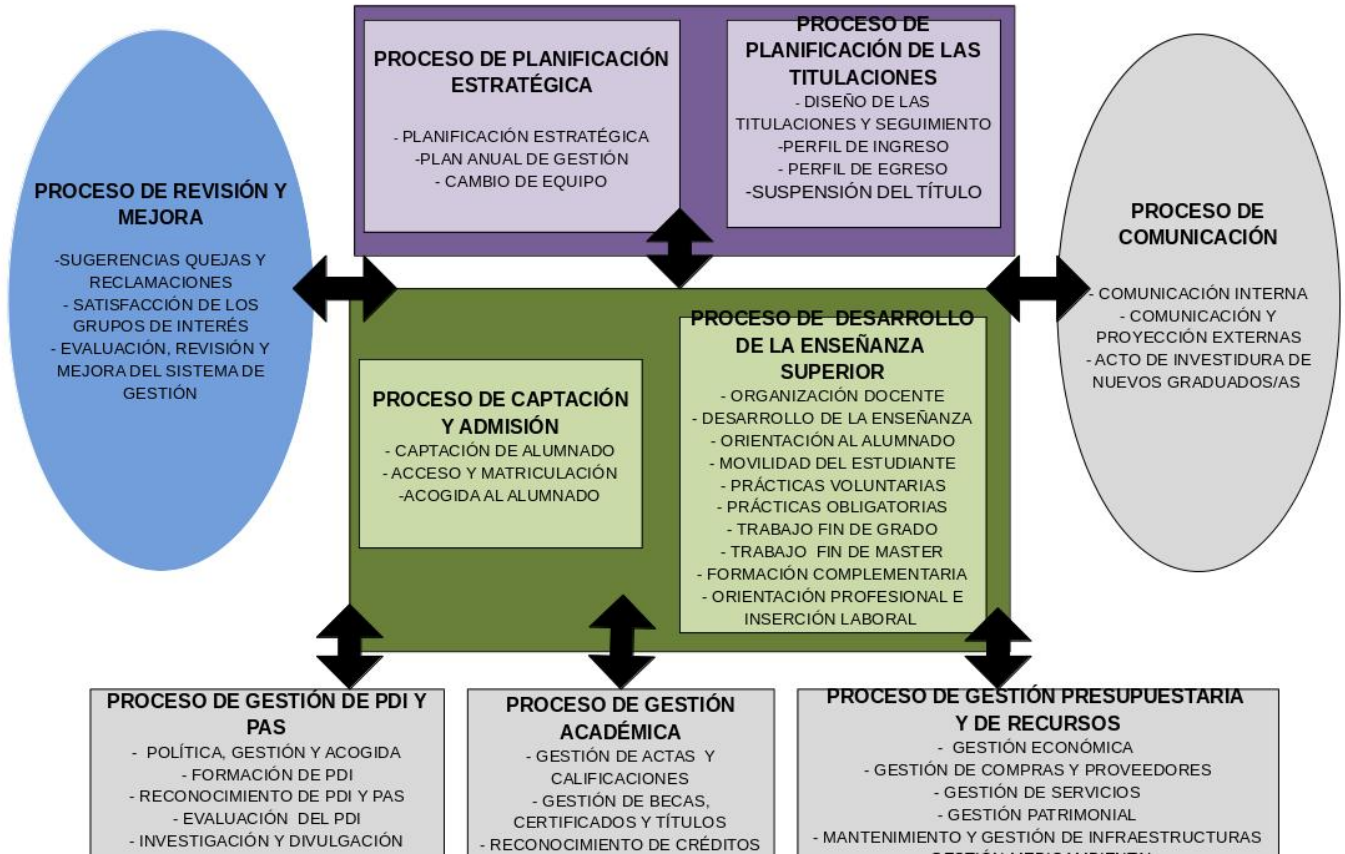 PROCESO DE PLANIFICACIÓN
ESTRATÉGICA
- PLANIFICACIÓN ESTRATÉGICA
-PLAN ANUAL DE GESTIÓN
- CAMBIO DE EQUIPO
PROCESO DE
PLANIFICACIÓN DE LAS
TITULACIONES
- DISEÑO DE LAS
TITULACIONES Y SEGUIMIENTO
-PERFIL DE INGRESO
- PERFIL DE EGRESO
-SUSPENSIÓN DEL TÍTULO
PROCESO DE REVISIÓN Y
MEJORA
-SUGERENCIAS QUEJAS Y
RECLAMACIONES
- SATISFACCIÓN DE LOS
GRUPOS DE INTERÉS
- EVALUACIÓN, REVISIÓN Y
MEJORA DEL SISTEMA DE
GESTIÓN
PROCESO DE
COMUNICACIÓN
- COMUNICACIÓN INTERNA
- COMUNICACIÓN Y
PROYECCIÓN EXTERNAS
- ACTO DE INVESTIDURA DE
NUEVOS GRADUADOS/AS
PROCESO DE CAPTACIÓN
Y ADMISIÓN
- CAPTACIÓN DE ALUMNADO
- ACCESO Y MATRICULACIÓN
-ACOGIDA AL ALUMNADO
PROCESO DE DESARROLLO
DE LA ENSEÑANZA
SUPERIOR
- ORGANIZACIÓN DOCENTE
- DESARROLLO DE LA ENSEÑANZA
- ORIENTACIÓN AL ALUMNADO
- MOVILIDAD DEL ESTUDIANTE
- PRÁCTICAS VOLUNTARIAS
- PRÁCTICAS OBLIGATORIAS
- TRABAJO FIN DE GRADO
- TRABAJO FIN DE MASTER
- FORMACIÓN COMPLEMENTARIA
- ORIENTACIÓN PROFESIONAL E
INSERCIÓN LABORAL
PROCESO DE GESTIÓN DE PDI Y
PAS
- POLÍTICA, GESTIÓN Y ACOGIDA
- FORMACIÓN DE PDI
- RECONOCIMIENTO DE PDI Y PAS
- EVALUACIÓN DEL PDI
- INVESTIGACIÓN Y DIVULGACIÓN
PROCESO DE GESTIÓN
ACADÉMICA
- GESTIÓN DE ACTAS Y
CALIFICACIONES
- GESTIÓN DE BECAS,
CERTIFICADOS Y TÍTULOS
- RECONOCIMIENTO DE CRÉDITOS
PROCESO DE GESTIÓN PRESUPUESTARIA
Y DE RECURSOS
- GESTIÓN ECONÓMICA
- GESTIÓN DE COMPRAS Y PROVEEDORES
- GESTIÓN DE SERVICIOS
- GESTIÓN PATRIMONIAL
- MANTENIMIENTO Y GESTIÓN DE INFRAESTRUCTURAS